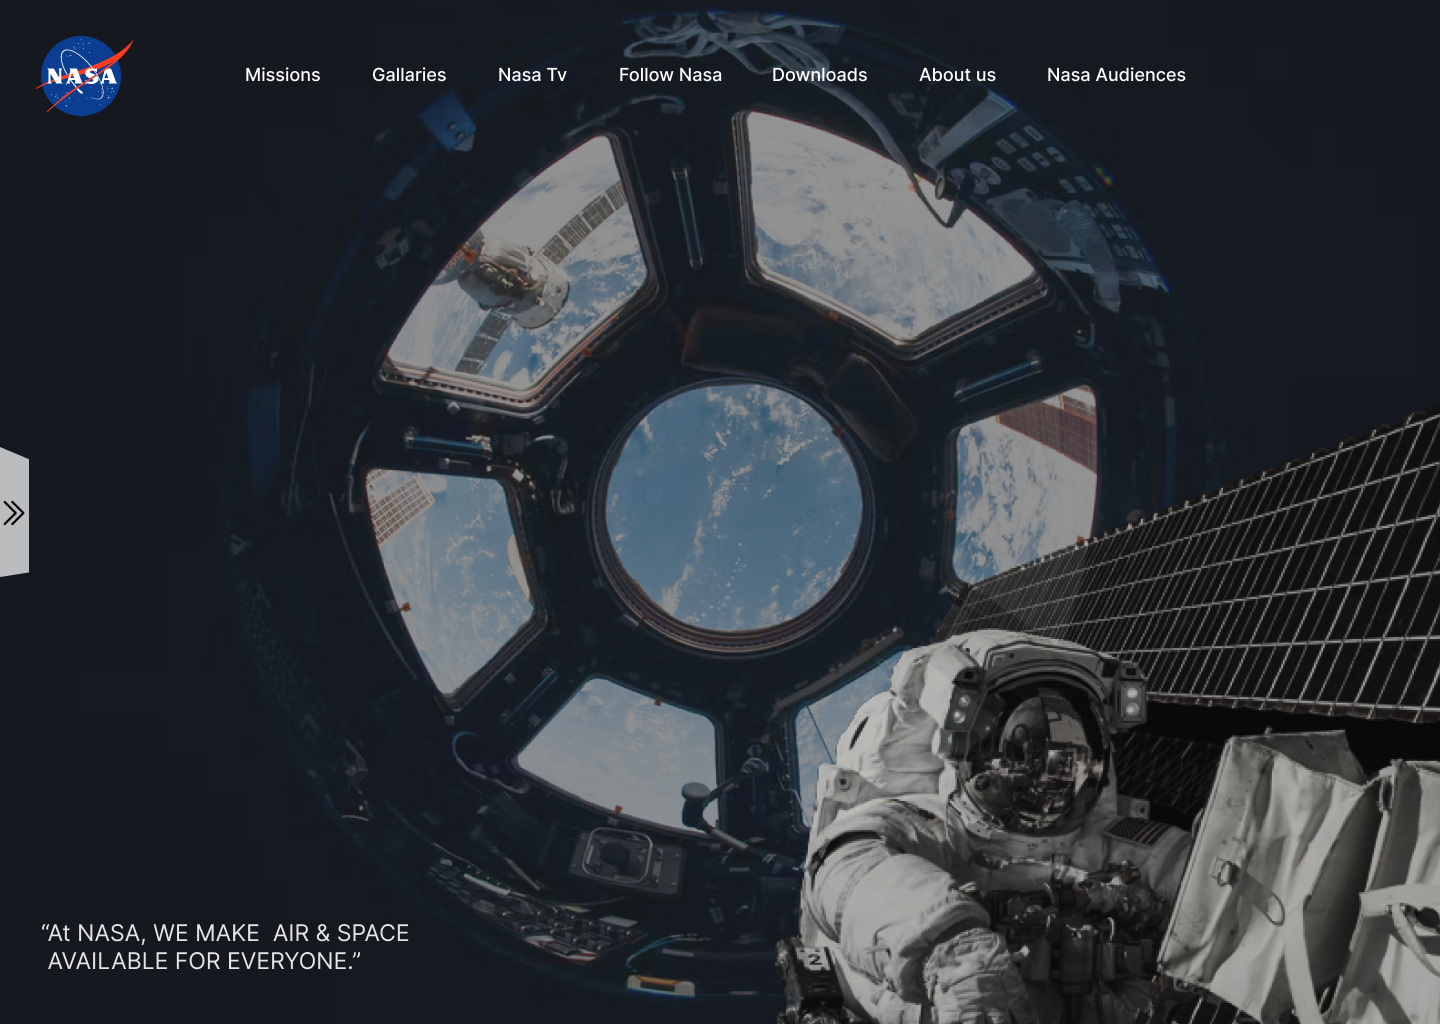 NASA
Missions
Gallaries
Nasa Tv
Follow Nasa
Downloads
About us
Nasa Audiences
“At NASA, WE MAKE  AIR & SPACE
AVAILABLE FOR EVERYONE.”
2